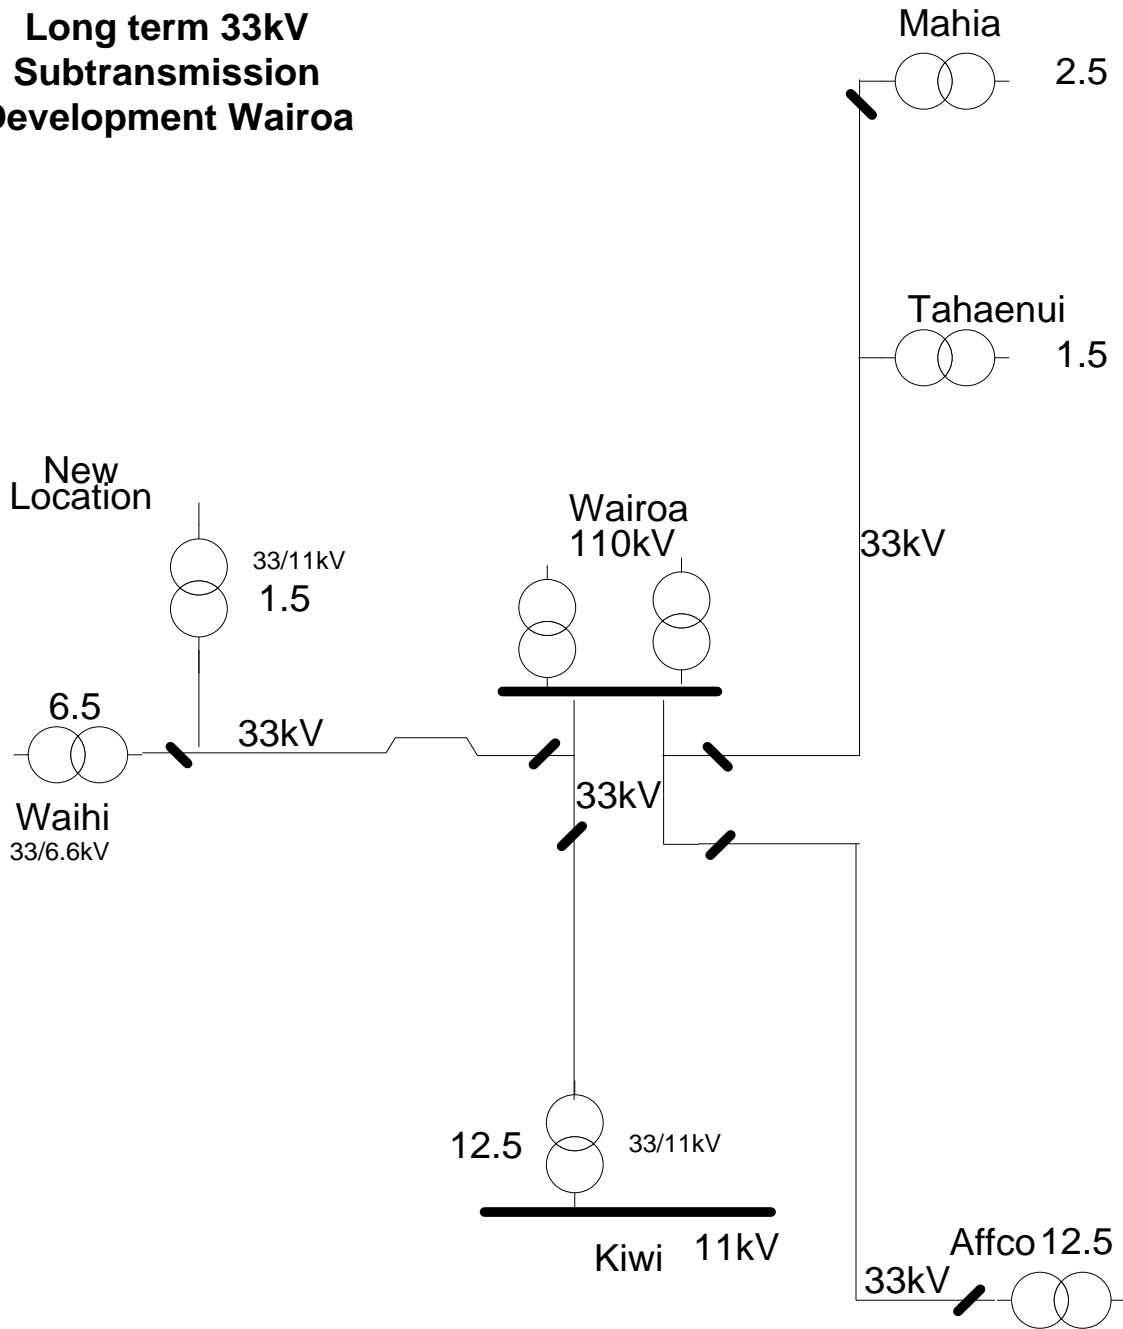 Long term 33kV
Subtransmission
Development Wairoa
Mahia
2.5
Tahaenui
1.5
New
Location
33/11kV
1.5
Wairoa
110kV
33kV
6.5
33kV
33kV
Waihi
33/6.6kV
12.5
33/11kV
Kiwi
11kV
Affco 12.5
33kV